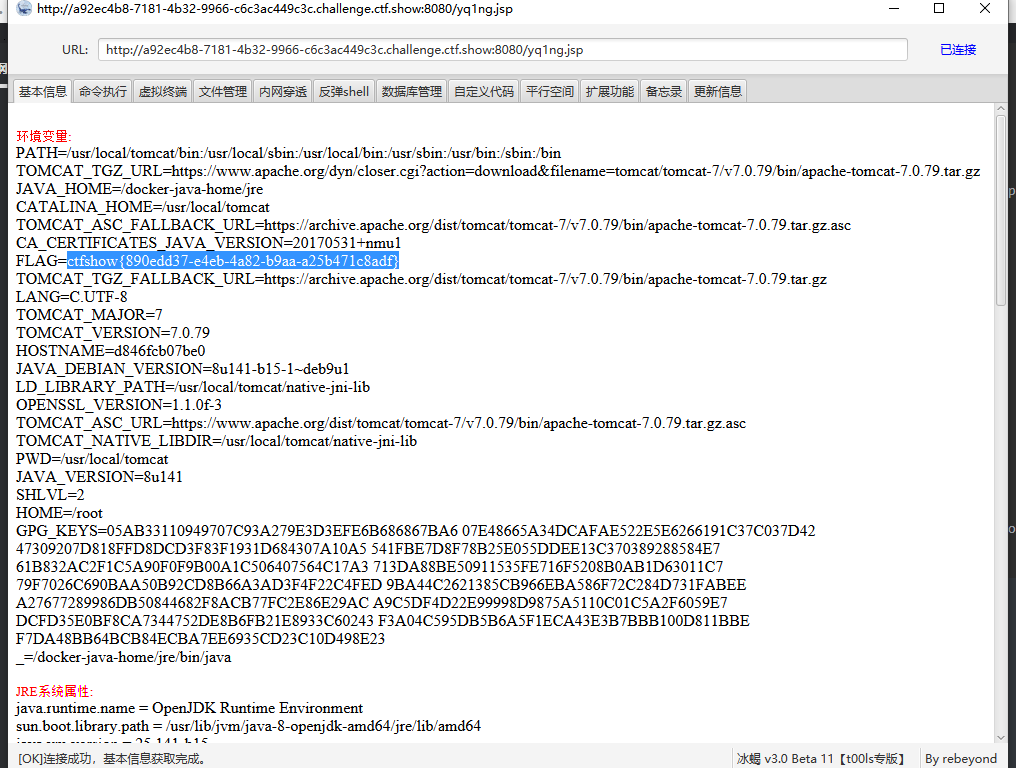 http://a92ec4b8-7181-4b32-9966-c6c3ac449c3c.challenge.ctf.show:8080/yq1ng.jsp
URL: http://a92ec4b8-7181-4b32-9966-c6c3ac449c3c.challenge.ctf.show:8080/yq1ng.jsp 已连接
基本信息 命令执行 虚拟终端 文件管理 内网穿透 反弹shell 数据库管理 自定义代码 平行空间 扩展功能 备忘录 更新信息
环境变量:
PATH=/usr/local/tomcat/bin:/usr/local/sbin:/usr/local/bin:/usr/sbin:/usr/bin:/sbin:/bin
TOMCAT_TGZ_URL=https://www.apache.org/dyn/closer.cgi?action=download&filename=tomcat/tomcat-7/v7.0.79/bin/apache-tomcat-7.0.79.tar.gz
JAVA_HOME=/docker-java-home/jre
CATALINA_HOME=/usr/local/tomcat
TOMCAT_ASC_FALLBACK_URL=https://archive.apache.org/dist/tomcat/tomcat-7/v7.0.79/bin/apache-tomcat-7.0.79.tar.gz.asc
CA_CERTIFICATES_JAVA_VERSION=20170531+nmu1
FLAG=ctfshow{890edd37-e4eb-4a82-b9aa-a25b471c8adf}
TOMCAT_TGZ_FALLBACK_URL=https://archive.apache.org/dist/tomcat/tomcat-7/v7.0.79/bin/apache-tomcat-7.0.79.tar.gz
LANG=C.UTF-8
TOMCAT_MAJOR=7
TOMCAT_VERSION=7.0.79
HOSTNAME=d846fcb07be0
JAVA_DEBIAN_VERSION=8u141-b15-1~deb9u1
LD_LIBRARY_PATH=/usr/local/tomcat/native-jni-lib
OPENSSL_VERSION=1.1.0f-3
TOMCAT_ASC_URL=https://www.apache.org/dist/tomcat/tomcat-7/v7.0.79/bin/apache-tomcat-7.0.79.tar.gz.asc
TOMCAT_NATIVE_LIBDIR=/usr/local/tomcat/native-jni-lib
PWD=/usr/local/tomcat
JAVA_VERSION=8u141
SHLVL=2
HOME=/root
GPG_KEYS=05AB33110949707C93A279E3D3EFE6B686867BA6 07E48665A34DCAFAE522E5E6266191C37C037D42
47309207D818FFD8DCD3F83F1931D684307A10A5 541FBE7D8F78B25E055DDEE13C370389288584E7
61B832AC2F1C5A90F0F9B00A1C506407564C17A3 713DA88BE50911535FE716F5208B0AB1D63011C7
79F7026C690BAA50B92CD8B66A3AD3F4F22C4FED 9BA44C2621385CB966EBA586F72C284D731FABEE
A27677289986DB50844682F8ACB77FC2E86E29AC A9C5DF4D22E99998D9875A5110C01C5A2F6059E7
DCFD35E0BF8CA7344752DE8B6FB21E8933C60243 F3A04C595DB5B6A5F1ECA43E3B7BBB100D811BBE
F7DA48BB64BCB84ECBA7EE6935CD23C10D498E23
_=/docker-java-home/jre/bin/java
JRE系统属性:
java.runtime.name = OpenJDK Runtime Environment
sun.boot.library.path = /usr/lib/jvm/java-8-openjdk-amd64/jre/lib/amd64
[OK]连接成功，基本信息获取完成。 冰蝎 v3.0 Beta 11【t00ls专版】 By rebeyond